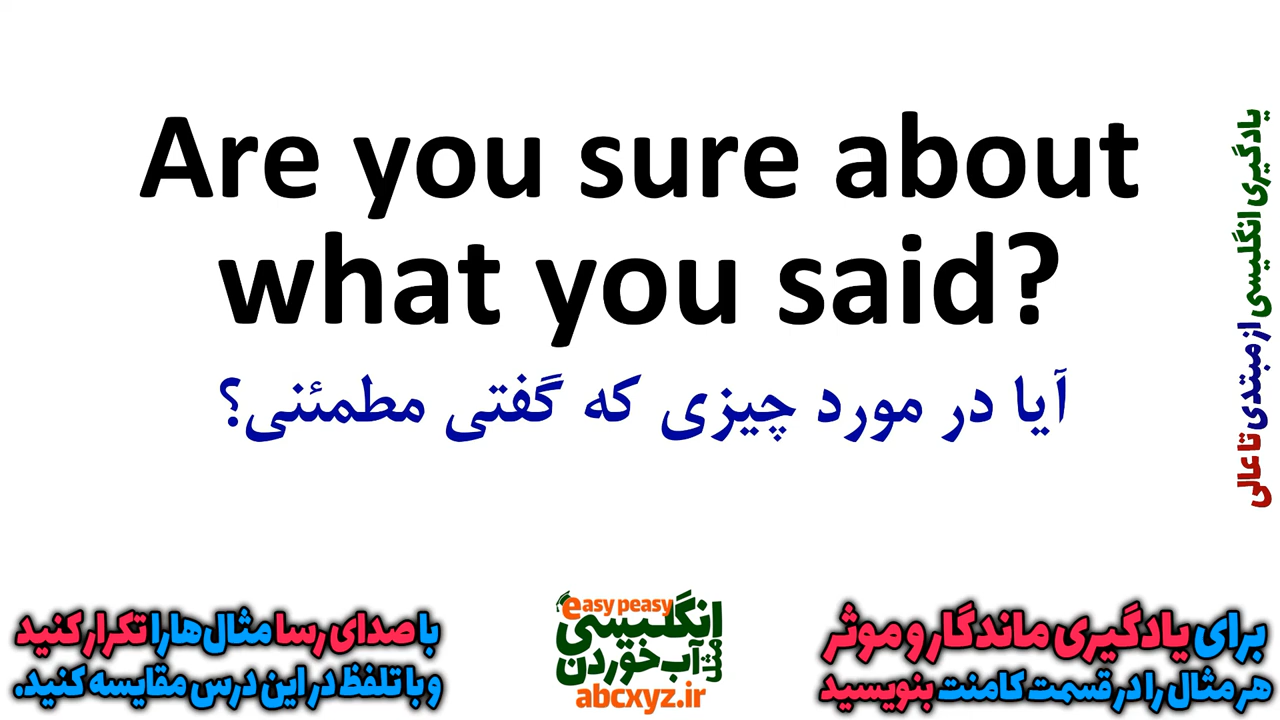 Are you sure about
what you said?
آیا در مورد چیزی که گفتی مطمئنی؟
یادگیری انگلیسی از مبتدی تا عالی
برای یادگیری ماندگار و موثر
هر مثال را در قسمت کامنت بنویسید
easy peasy
انگلیسی
مثل
آب خوردن
abcxyz.ir
با صدای رسا مثال‌ها را تکرار کنید
و با تلفظ در این درس مقایسه کنید.